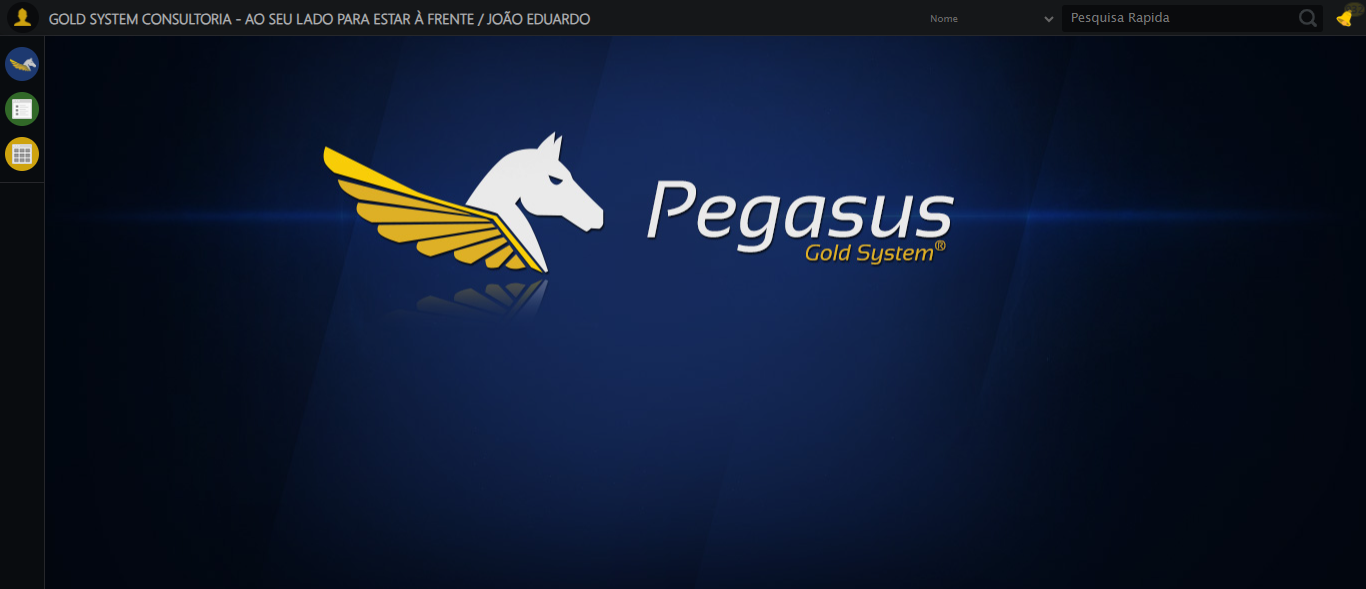 GOLD SYSTEM CONSULTORIA - AO SEU LADO PARA ESTAR À FRENTE / JOÃO EDUARDO
Nome
Pesquisa Rapida
Pegasus
Gold System®